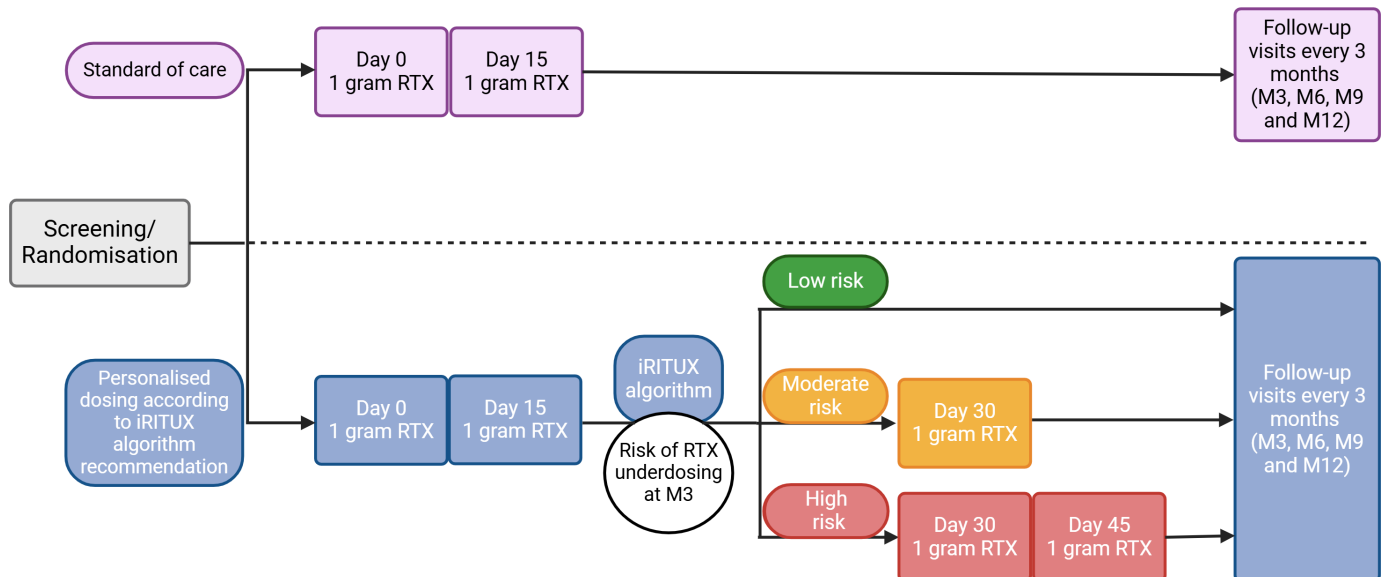 Standard of care
Day 0
1 gram RTX
Day 15
1 gram RTX
Follow-up
visits every 3
months
(M3, M6, M9
and M12)
Screening/
Randomisation
Personalised
dosing according
to iRITUX
algorithm
recommendation
Day 0
1 gram RTX
Day 15
1 gram RTX
iRITUX
algorithm
Risk of RTX
underdosing
at M3
Low risk
Moderate
risk
Day 30
1 gram RTX
High
risk
Day 30
1 gram RTX
Day 45
1 gram RTX
Follow-up
visits every 3
months
(M3, M6, M9
and M12)